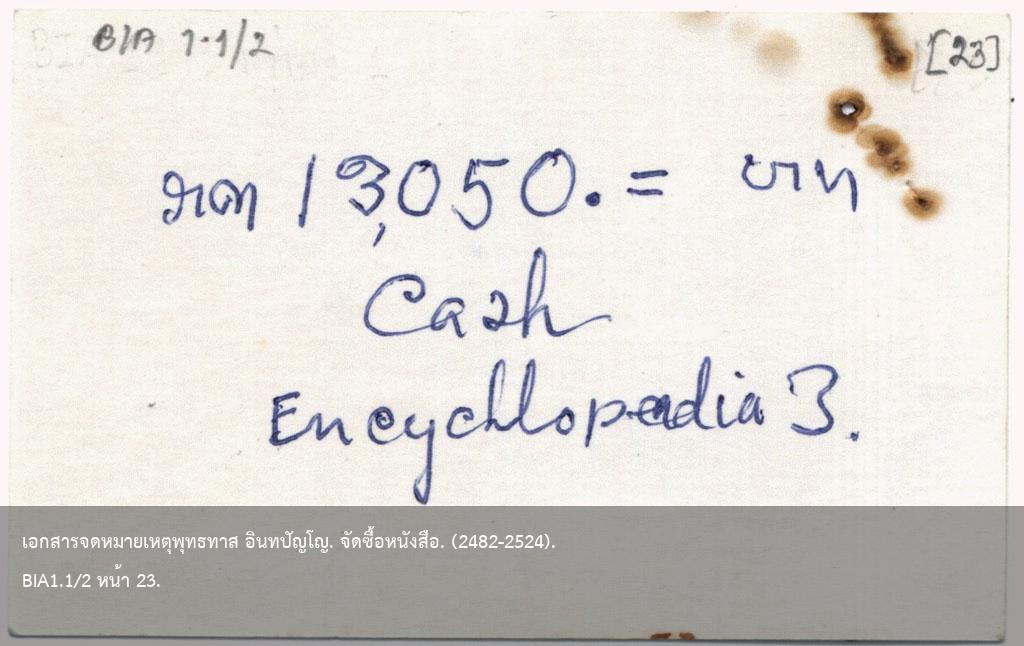 BIA 1.1/2
[23]
13,050.= บาท
Cash
Encychlopedia 3.
เอกสารจดหมายเหตุพุทธทาส อินทปัญโญ. จัดซื้อหนังสือ. (2482-2524).
BIA1.1/2 หน้า 23.